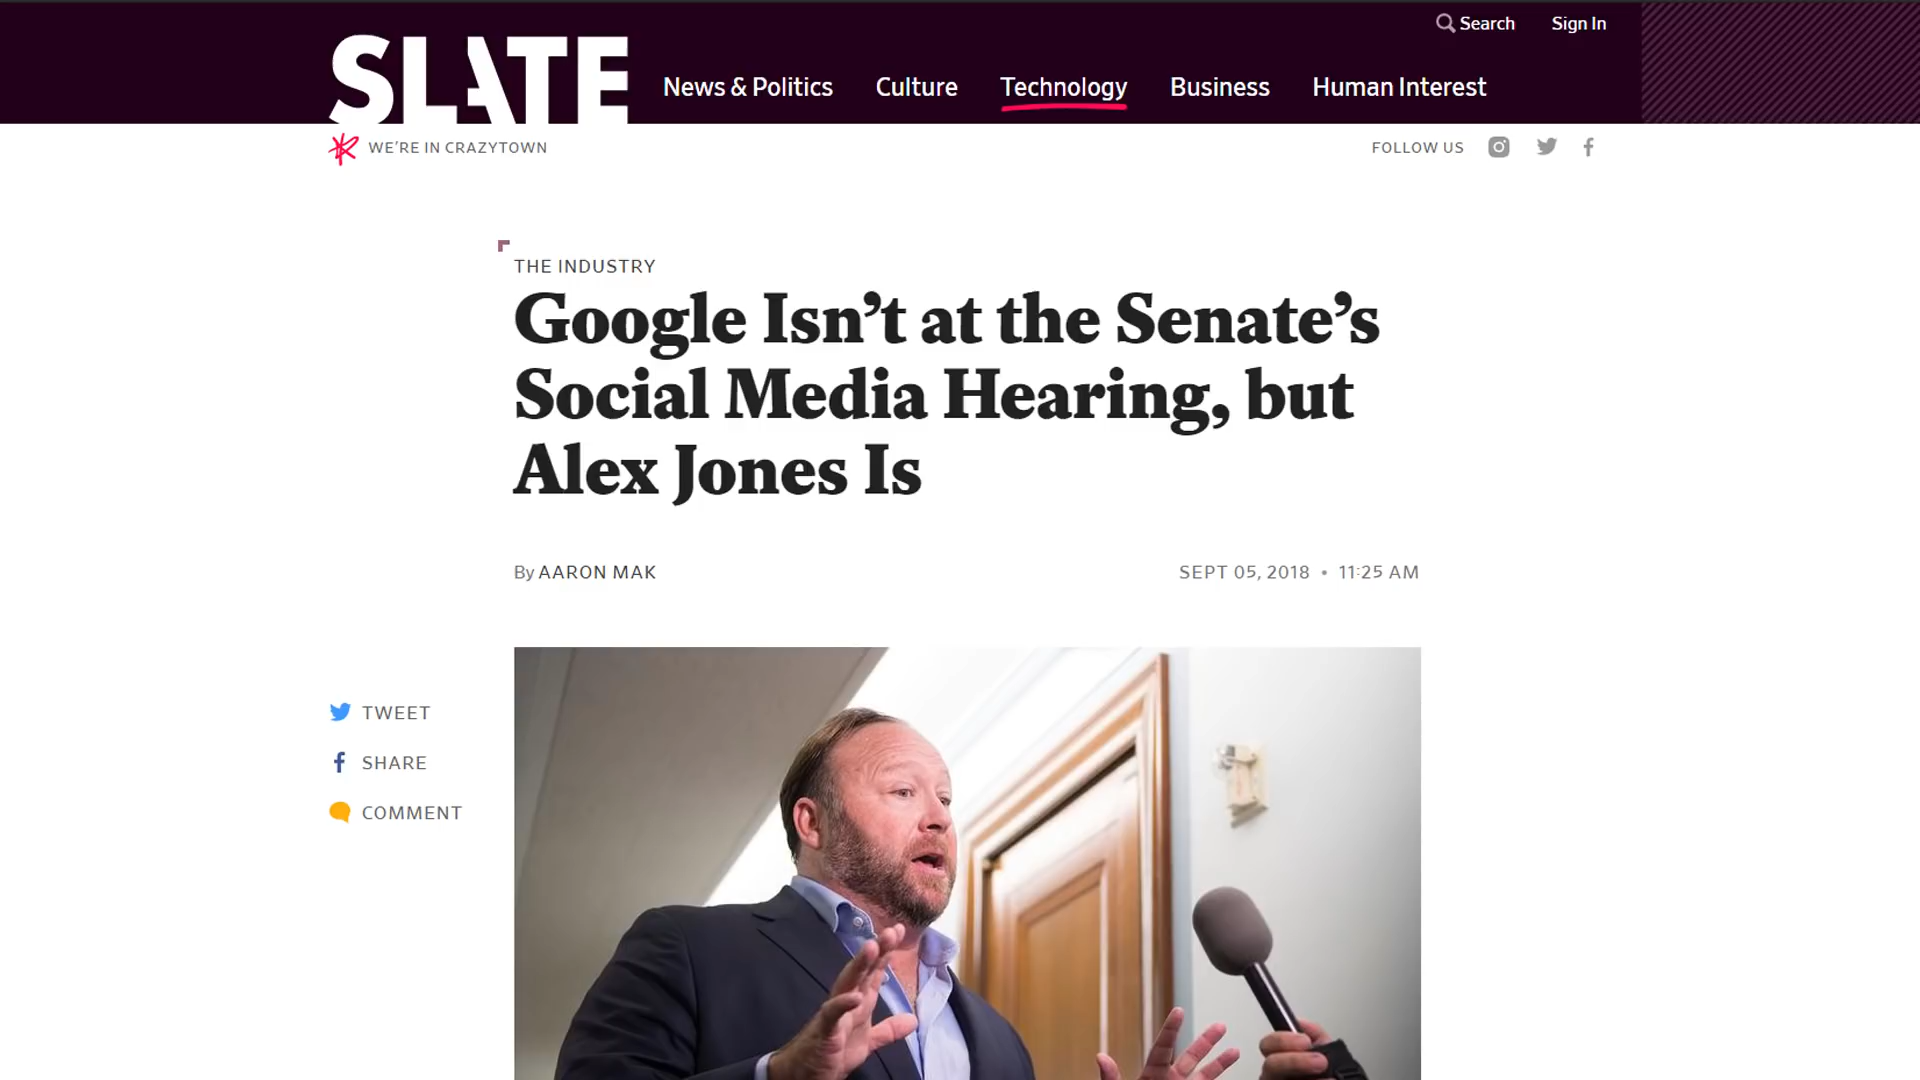 Search Sign In
SLATE
News & Politics Culture Technology Business Human Interest
WE'RE IN CRAZYTOWN
FOLLOW US
THE INDUSTRY
Google Isn't at the Senate's
Social Media Hearing, but
Alex Jones Is
By AARON MAK
SEPT 05, 2018 • 11:25 AM
TWEET
SHARE
COMMENT